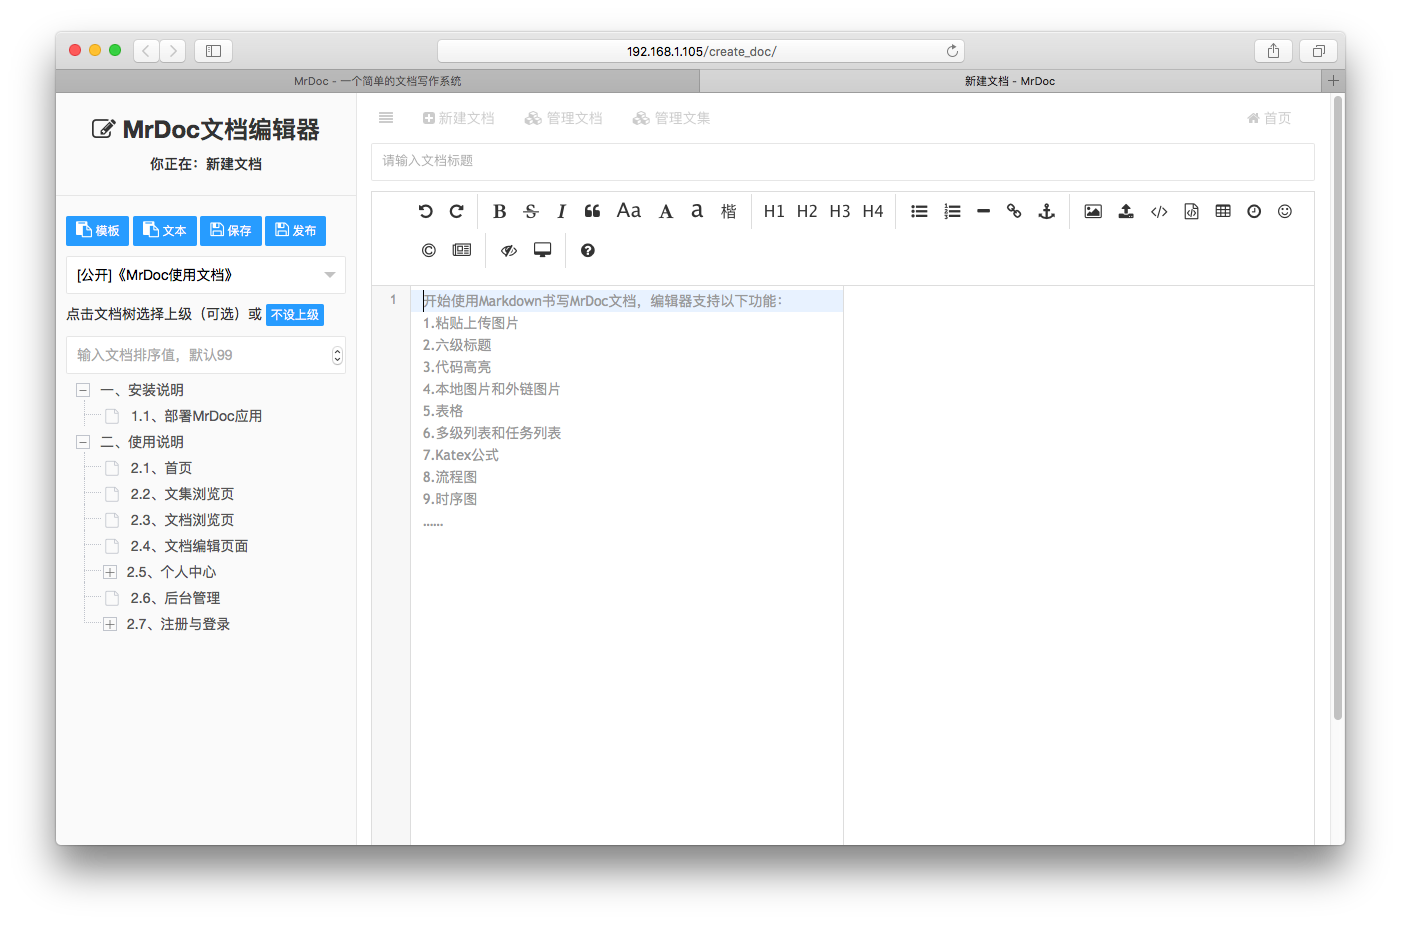 192.168.1.105/create_doc/
MrDoc - 一个简单的文档写作系统
新建文档 - MrDoc
MrDoc文档编辑器
你正在：新建文档
模板 文本 保存 发布
[公开]《MrDoc使用文档》
点击文档树选择上级（可选）或 不设上级
输入文档排序值，默认99
一、安装说明
1.1、部署MrDoc应用
二、使用说明
2.1、首页
2.2、文集浏览页
2.3、文档浏览页
2.4、文档编辑页面
2.5、个人中心
2.6、后台管理
2.7、注册与登录
新建文档 管理文档 管理文集 首页
请输入文档标题
B S I Aa A a 楷 H1 H2 H3 H4
1
开始使用Markdown书写MrDoc文档，编辑器支持以下功能：
1.粘贴上传图片
2.六级标题
3.代码高亮
4.本地图片和外链图片
5.表格
6.多级列表和任务列表
7.Katex公式
8.流程图
9.时序图
……